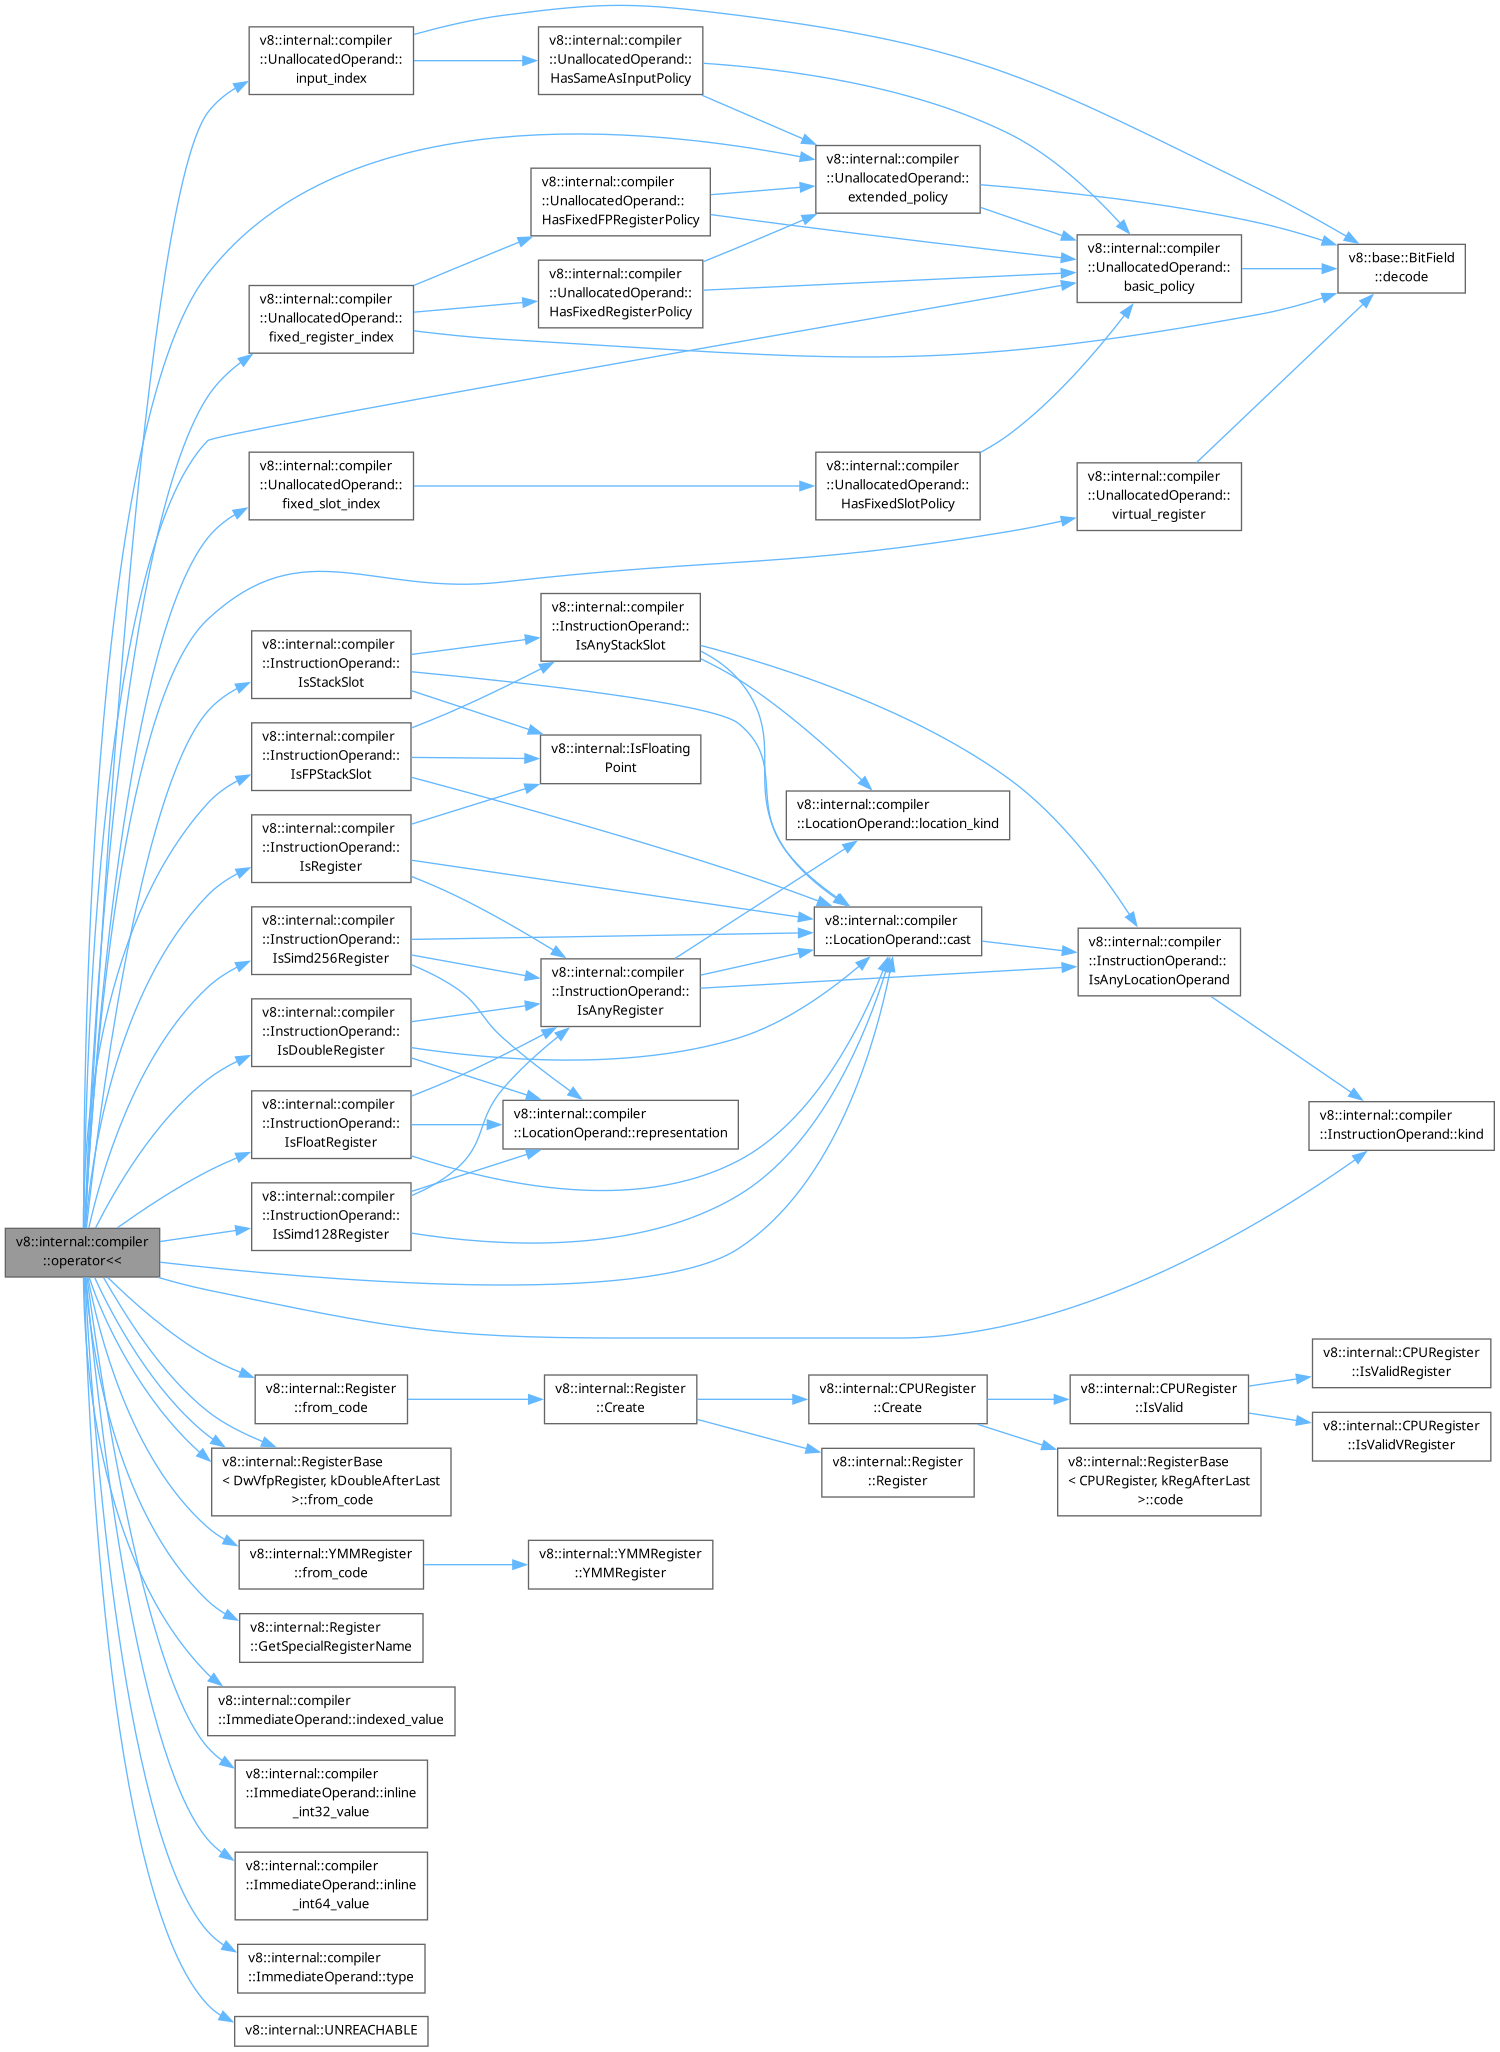 v8::internal::compiler
::UnallocatedOperand::
input_index
v8::internal::compiler
::UnallocatedOperand::
HasSameAsInputPolicy
v8::internal::compiler
::UnallocatedOperand::
extended_policy
v8::internal::compiler
::UnallocatedOperand::
HasFixedFPRegisterPolicy
v8::internal::compiler
::UnallocatedOperand::
basic_policy
v8::base::BitField
::decode
v8::internal::compiler
::UnallocatedOperand::
HasFixedRegisterPolicy
v8::internal::compiler
::UnallocatedOperand::
fixed_register_index
v8::internal::compiler
::UnallocatedOperand::
fixed_slot_index
v8::internal::compiler
::UnallocatedOperand::
HasFixedSlotPolicy
v8::internal::compiler
::UnallocatedOperand::
virtual_register
v8::internal::compiler
::InstructionOperand::
IsAnyStackSlot
v8::internal::compiler
::InstructionOperand::
IsStackSlot
v8::internal::compiler
::InstructionOperand::
IsFPStackSlot
v8::internal::IsFloating
Point
v8::internal::compiler
::LocationOperand::location_kind
v8::internal::compiler
::InstructionOperand::
IsRegister
v8::internal::compiler
::InstructionOperand::
IsSimd256Register
v8::internal::compiler
::LocationOperand::cast
v8::internal::compiler
::InstructionOperand::
IsAnyLocationOperand
v8::internal::compiler
::InstructionOperand::
IsAnyRegister
v8::internal::compiler
::InstructionOperand::
IsDoubleRegister
v8::internal::compiler
::InstructionOperand::
IsFloatRegister
v8::internal::compiler
::LocationOperand::representation
v8::internal::compiler
::InstructionOperand::kind
v8::internal::compiler
::InstructionOperand::
IsSimd128Register
v8::internal::compiler
::operator<<
v8::internal::Register
::from_code
v8::internal::Register
::Create
v8::internal::CPURegister
::Create
v8::internal::CPURegister
::IsValid
v8::internal::CPURegister
::IsValidRegister
v8::internal::CPURegister
::IsValidVRegister
v8::internal::RegisterBase
< DwVfpRegister, kDoubleAfterLast
>::from_code
v8::internal::Register
::Register
v8::internal::RegisterBase
< CPURegister, kRegAfterLast
>::code
v8::internal::YMMRegister
::from_code
v8::internal::YMMRegister
::YMMRegister
v8::internal::Register
::GetSpecialRegisterName
v8::internal::compiler
::ImmediateOperand::indexed_value
v8::internal::compiler
::ImmediateOperand::inline
_int32_value
v8::internal::compiler
::ImmediateOperand::inline
_int64_value
v8::internal::compiler
::ImmediateOperand::type
v8::internal::UNREACHABLE